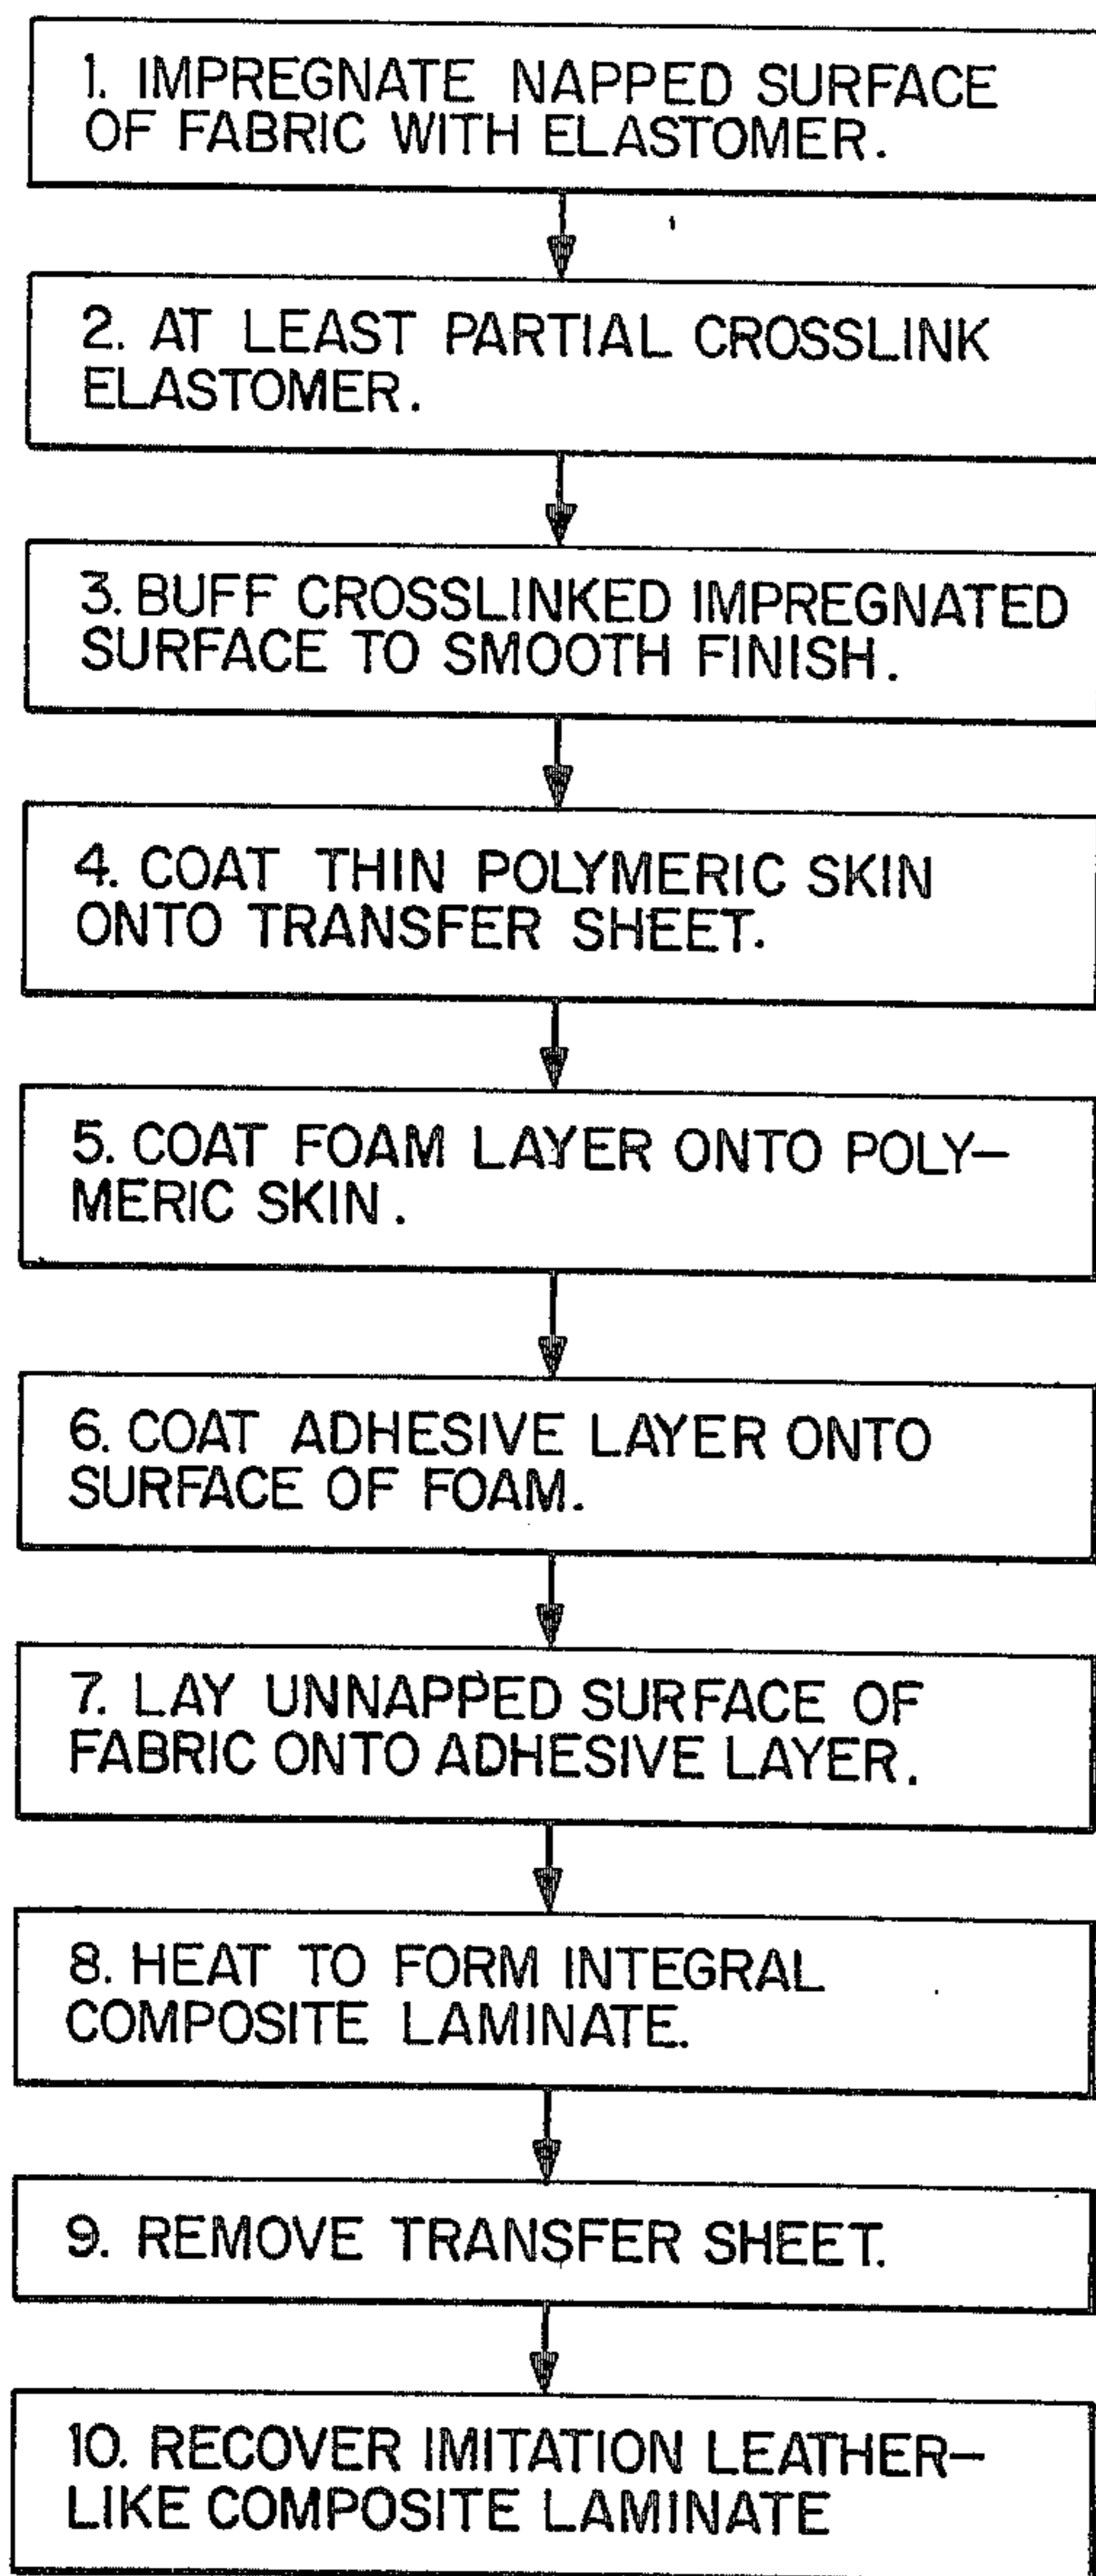 1. IMPREGNATE NAPPED SURFACE
OF FABRIC WITH ELASTOMER.
2. AT LEAST PARTIAL CROSSLINK
ELASTOMER.
3. BUFF CROSSLINKED IMPREGNATED
SURFACE TO SMOOTH FINISH.
4. COAT THIN POLYMERIC SKIN
ONTO TRANSFER SHEET.
5. COAT FOAM LAYER ONTO POLY-
MERIC SKIN.
6. COAT ADHESIVE LAYER ONTO
SURFACE OF FOAM.
7. LAY UNNAPPED SURFACE OF
FABRIC ONTO ADHESIVE LAYER.
8. HEAT TO FORM INTEGRAL
COMPOSITE LAMINATE.
9. REMOVE TRANSFER SHEET.
10. RECOVER IMITATION LEATHER-
LIKE COMPOSITE LAMINATE